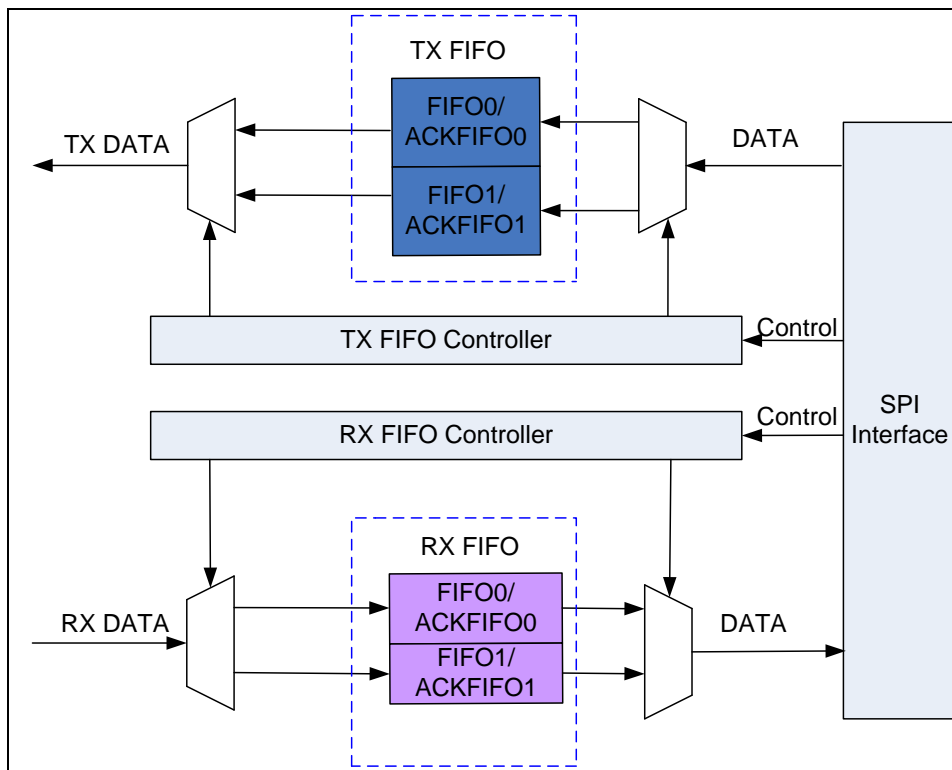 TX FIFO
FIFO0/
ACKFIFO0
FIFO1/
ACKFIFO1
TX DATA
DATA
TX FIFO Controller
Control
RX FIFO Controller
Control
SPI
Interface
RX FIFO
FIFO0/
ACKFIFO0
FIFO1/
ACKFIFO1
RX DATA
DATA